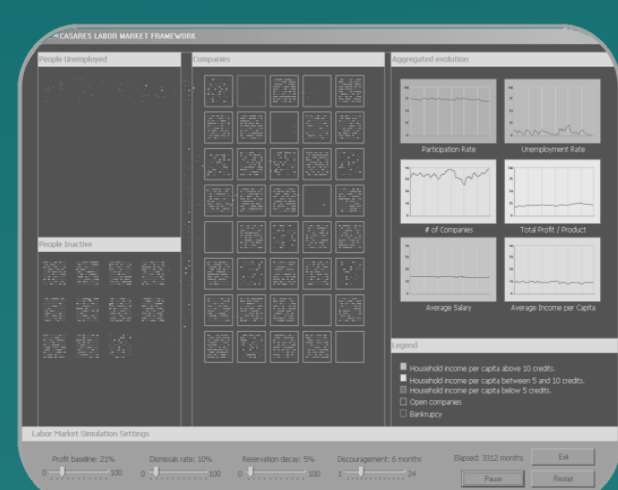 CASARES LABOR MARKET FRAMEWORK
People Unemployed
Companies
Aggregated evolution
Participation Rate
Unemployment Rate
# of Companies
Total Profit / Product
Average Salary
Average Income per Capita
People Inactive
Legend
Household income per capita above 10 credits.
Household income per capita between 5 and 10 credits.
Household income per capita below 5 credits.
Open companies
Bankrupcy
Labor Market Simulation Settings
Profit baseline: 21%
0 100
Dismissals rate: 10%
0 100
Reservation decay: 5%
0 100
Discouragement: 6 months
1 24
Elapsed: 3312 months
Exit
Pause
Restart